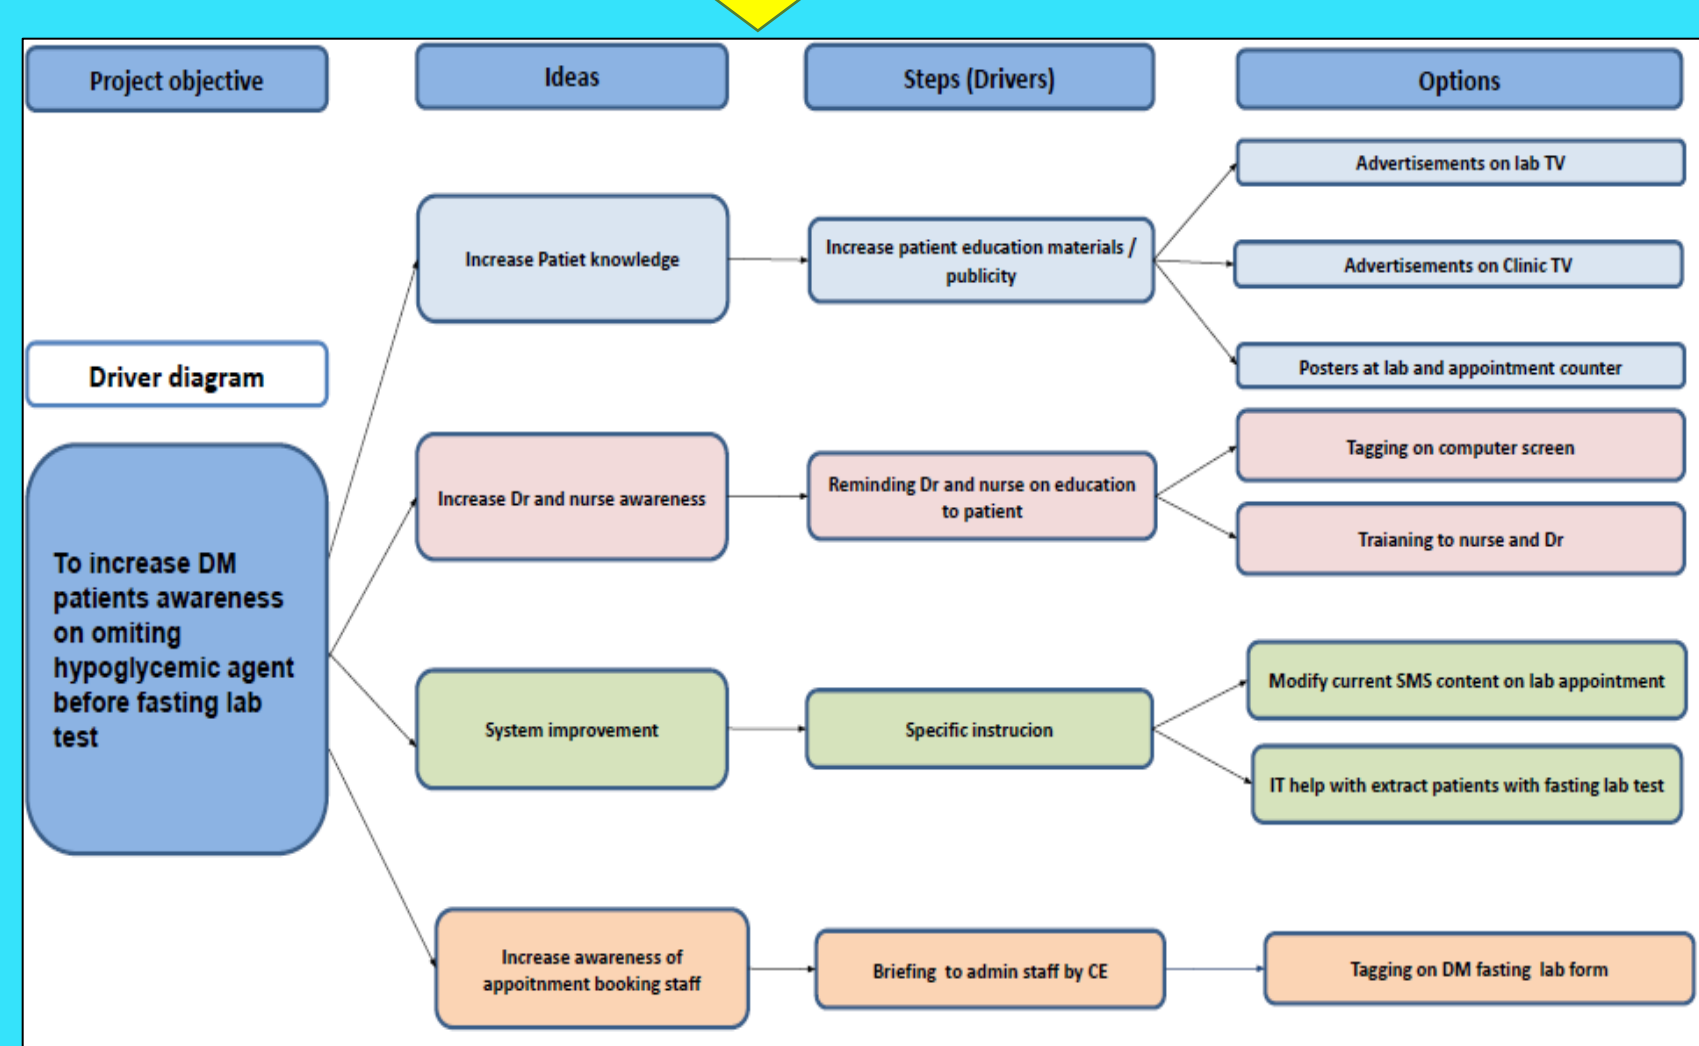 Project objective
Ideas
Steps (Drivers)
Options
Driver diagram
To increase DM
patients awareness
on omiting
hypoglycemic agent
before fasting lab
test
Increase Patiet knowledge
Increase patient education materials /
publicity
Advertisements on lab TV
Advertisements on Clinic TV
Posters at lab and appointment counter
Increase Dr and nurse awareness
Reminding Dr and nurse on education
to patient
Tagging on computer screen
Traianing to nurse and Dr
System improvement
Specific instrucion
Modify current SMS content on lab appointment
IT help with extract patients with fasting lab test
Increase awareness of
appoitnment booking staff
Briefing to admin staff by CE
Tagging on DM fasting lab form